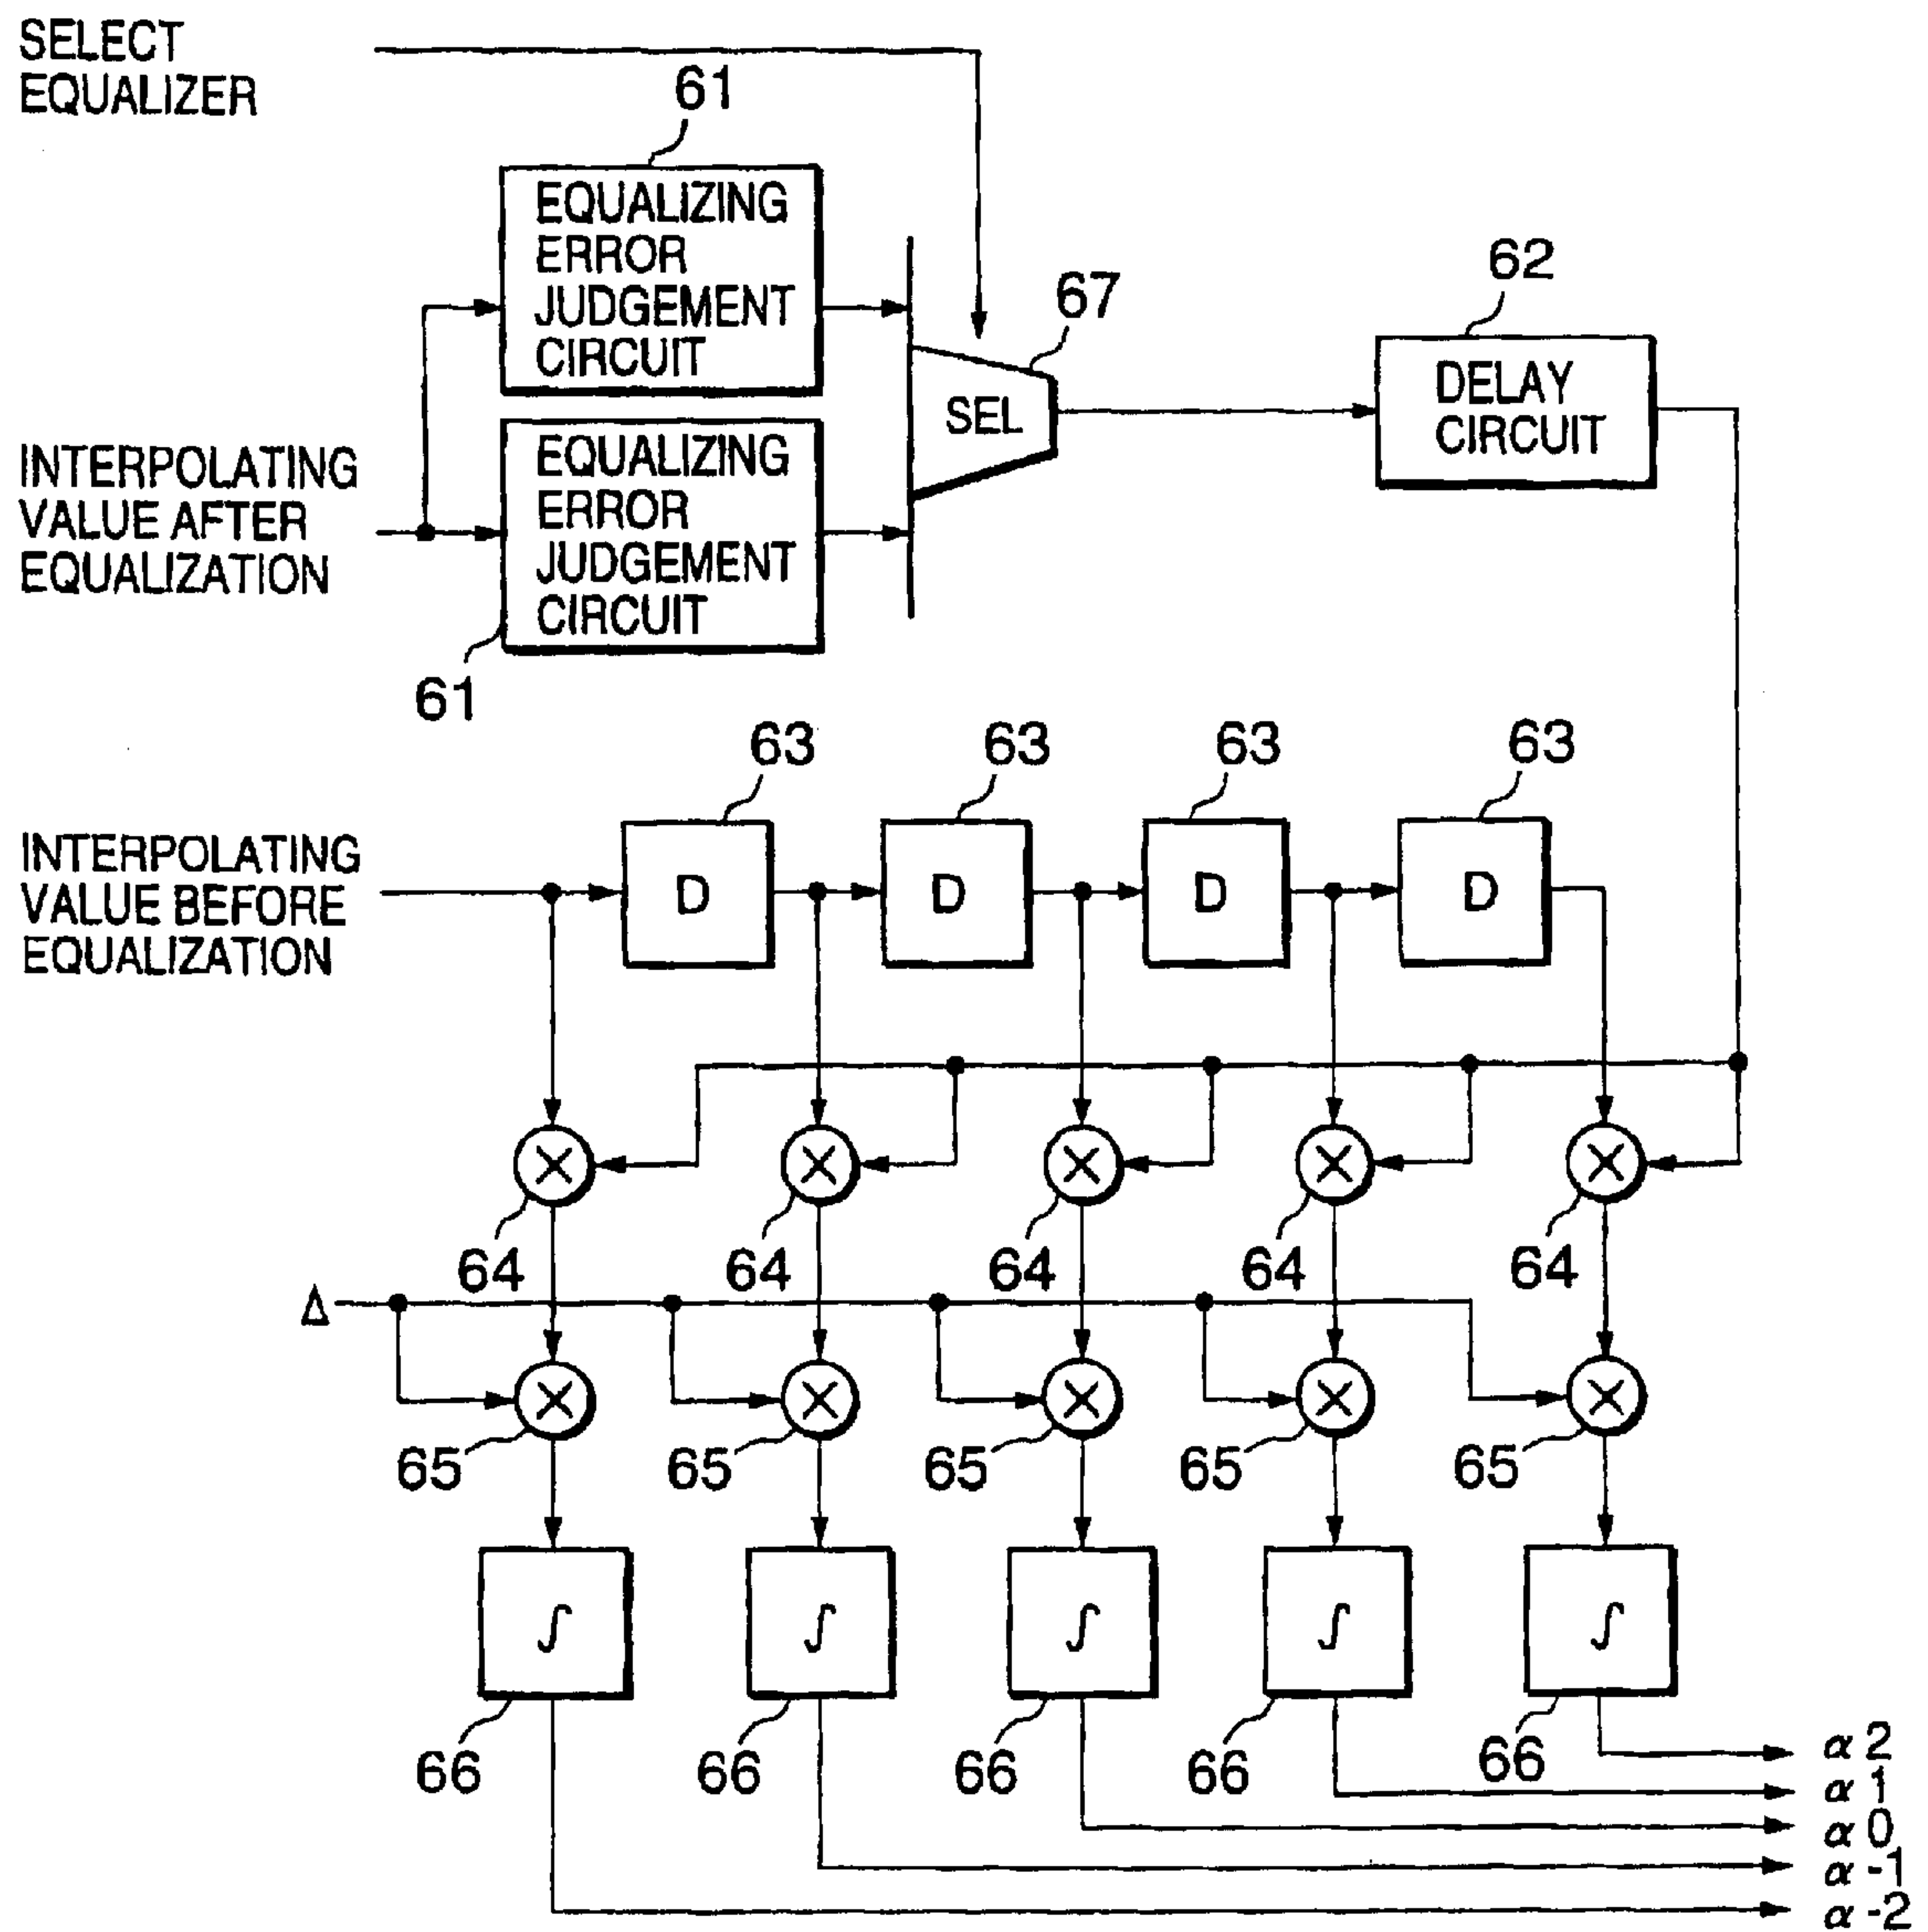 SELECT
EQUALIZER
61
EQUALIZING
ERROR
JUDGEMENT
CIRCUIT
67
SEL
62
DELAY
CIRCUIT
INTERPOLATING
VALUE AFTER
EQUALIZATION
EQUALIZING
ERROR
JUDGEMENT
CIRCUIT
61
63 63 63 63
INTERPOLATING
VALUE BEFORE
EQUALIZATION
D D D D
64 64 64 64 64
Δ
65 65 65 65 65
∫ ∫ ∫ ∫ ∫
66 66 66 66 66
α 2
α 1
α 0
α -1
α -2